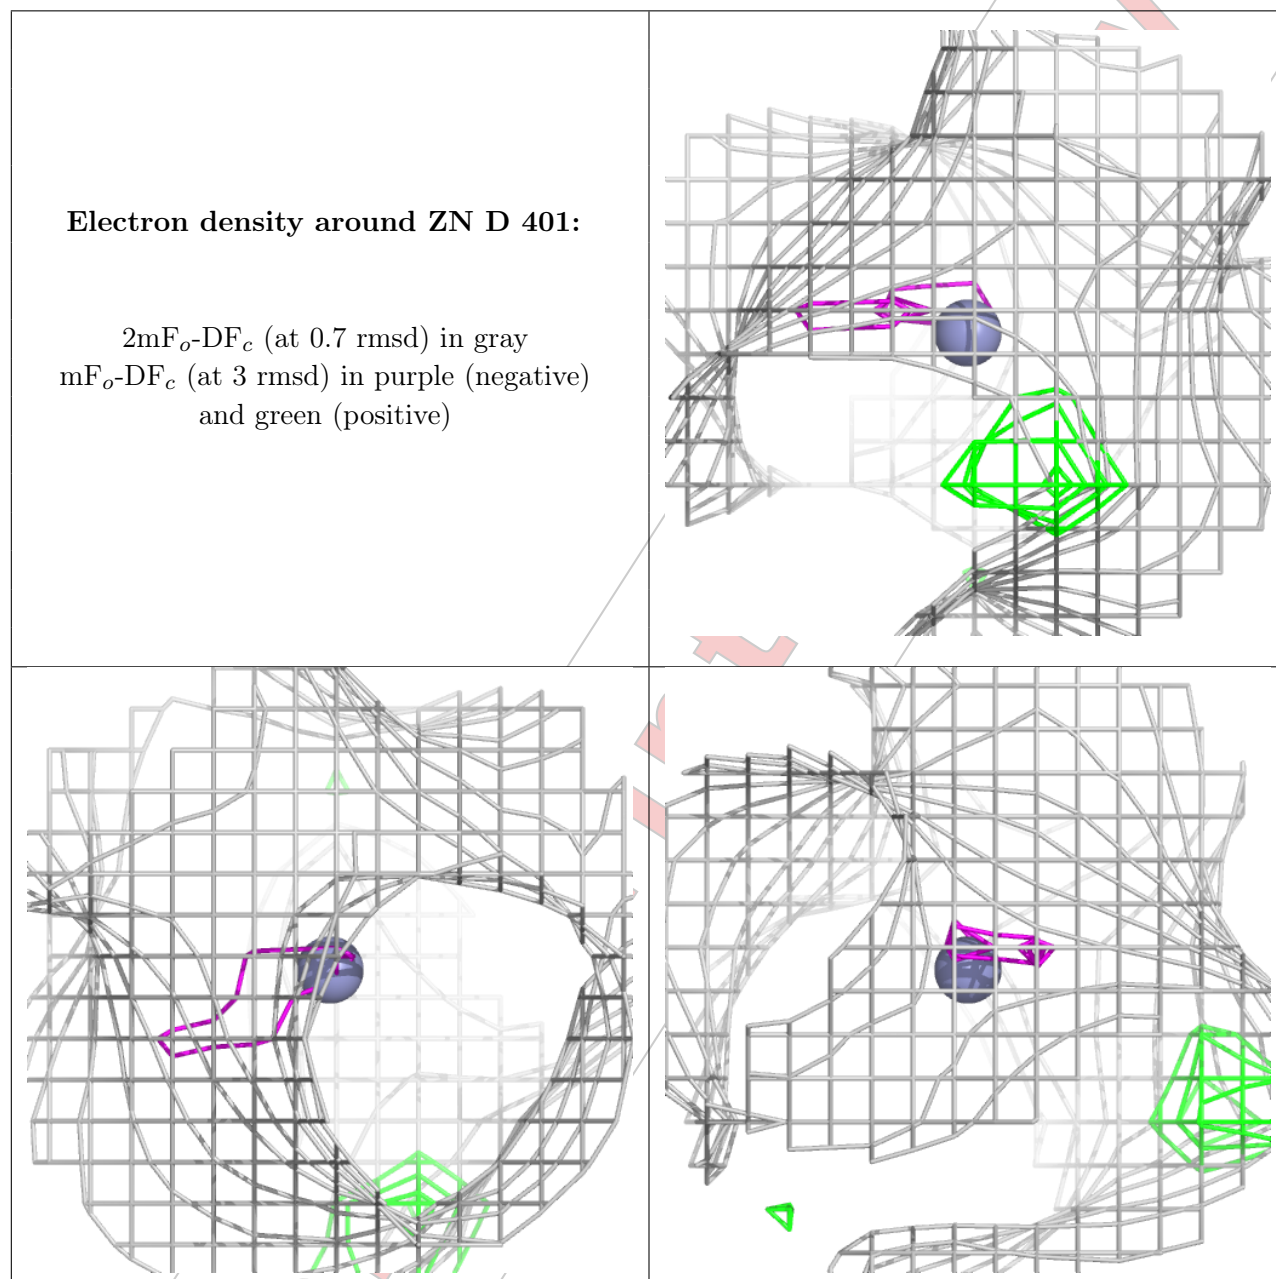 Electron density around ZN D 401:
2mFₒ-DF𝒸 (at 0.7 rmsd) in gray
mFₒ-DF𝒸 (at 3 rmsd) in purple (negative)
and green (positive)